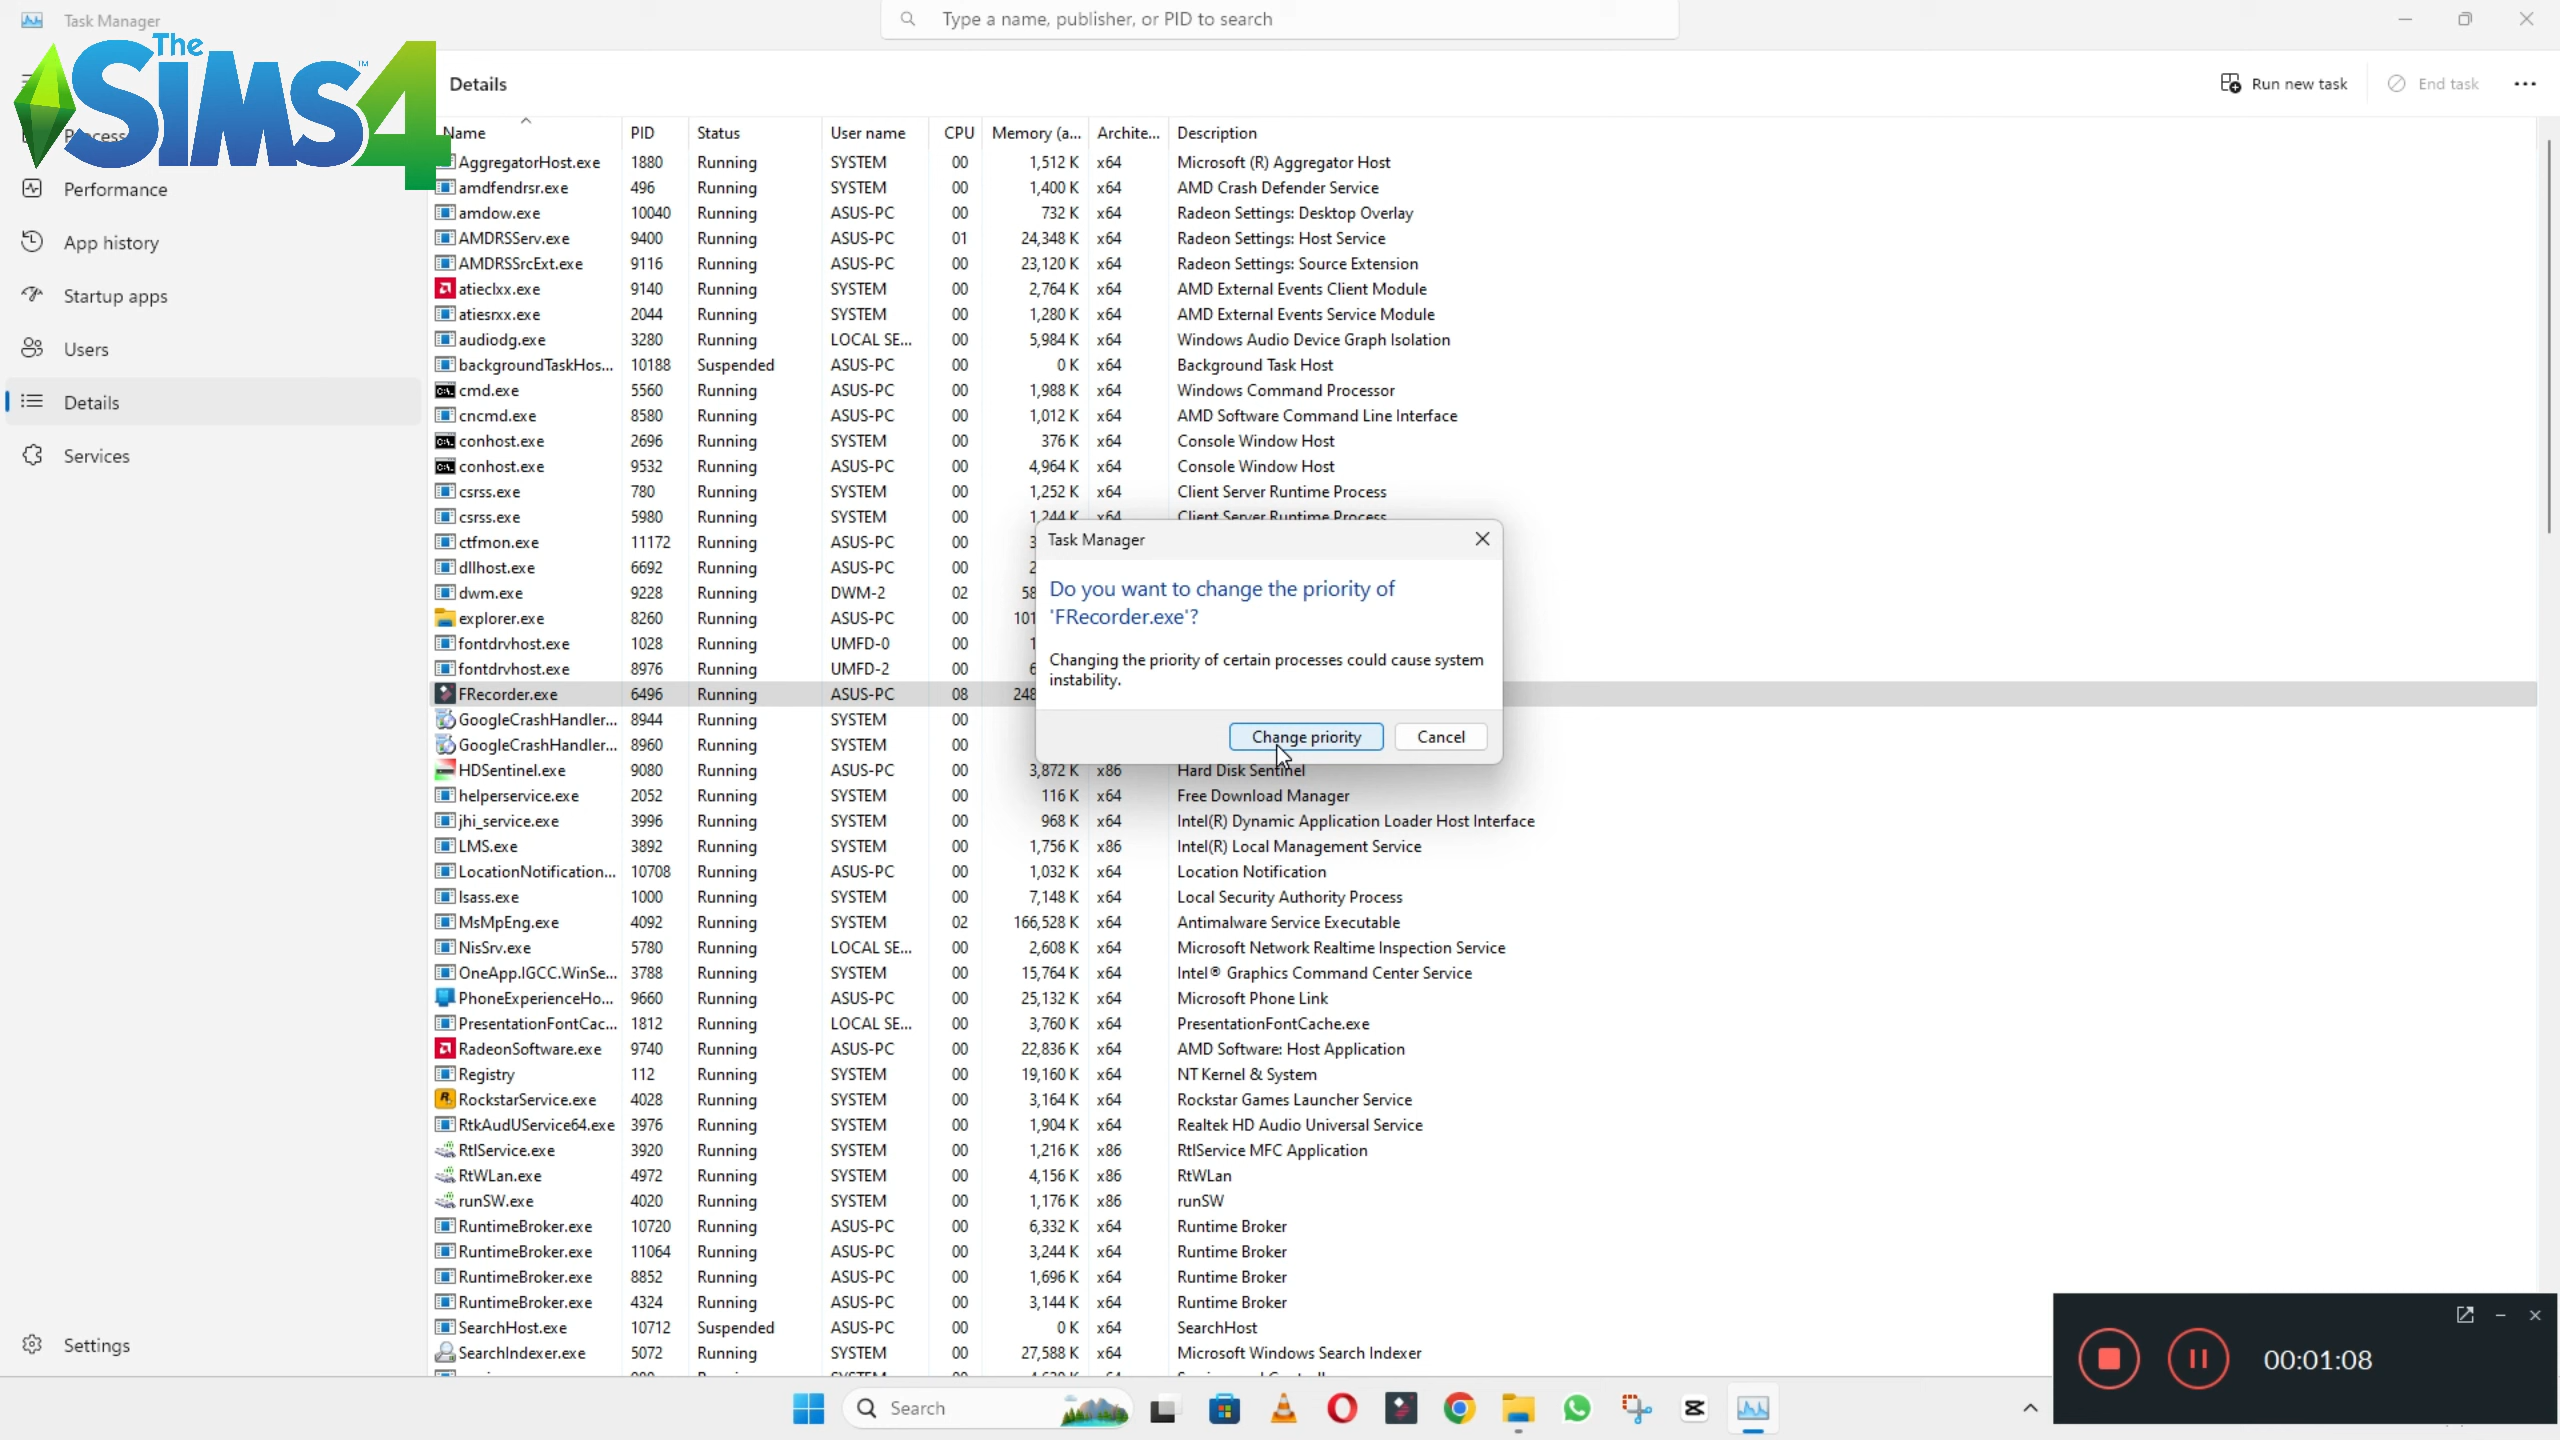 Task Manager
Type a name, publisher, or PID to search
The SIMS 4 ™
Details
Run new task
End task
Name PID Status User name CPU Memory (a... Archite... Description
AggregatorHost.exe 1880 Running SYSTEM 00 1,512 K x64 Microsoft (R) Aggregator Host
amdfendrsr.exe 496 Running SYSTEM 00 1,400 K x64 AMD Crash Defender Service
Performance
amdow.exe 10040 Running ASUS-PC 00 732 K x64 Radeon Settings: Desktop Overlay
AMDRSServ.exe 9400 Running ASUS-PC 01 24,348 K x64 Radeon Settings: Host Service
App history
AMDRSSrcExt.exe 9116 Running ASUS-PC 00 23,120 K x64 Radeon Settings: Source Extension
atieclxx.exe 9140 Running SYSTEM 00 2,764 K x64 AMD External Events Client Module
Startup apps
atiesrxx.exe 2044 Running SYSTEM 00 1,280 K x64 AMD External Events Service Module
audiodg.exe 3280 Running LOCAL SE... 00 5,984 K x64 Windows Audio Device Graph Isolation
Users
backgroundTaskHos... 10188 Suspended ASUS-PC 00 0 K x64 Background Task Host
cmd.exe 5560 Running ASUS-PC 00 1,988 K x64 Windows Command Processor
Details
cncmd.exe 8580 Running ASUS-PC 00 1,012 K x64 AMD Software Command Line Interface
conhost.exe 2696 Running SYSTEM 00 376 K x64 Console Window Host
Services
conhost.exe 9532 Running ASUS-PC 00 4,964 K x64 Console Window Host
csrss.exe 780 Running SYSTEM 00 1,252 K x64 Client Server Runtime Process
csrss.exe 5980 Running SYSTEM 00 1,244 K x64 Client Server Runtime Process
ctfmon.exe 11172 Running ASUS-PC 00
dllhost.exe 6692 Running ASUS-PC 00
dwm.exe 9228 Running DWM-2 02
explorer.exe 8260 Running ASUS-PC 00
fontdrvhost.exe 1028 Running UMFD-0 00
fontdrvhost.exe 8976 Running UMFD-2 00
FRecorder.exe 6496 Running ASUS-PC 08
GoogleCrashHandler... 8944 Running SYSTEM 00
GoogleCrashHandler... 8960 Running SYSTEM 00
Task Manager
Do you want to change the priority of
'FRecorder.exe'?
Changing the priority of certain processes could cause system
instability.
Change priority
Cancel
HDSentinel.exe 9080 Running ASUS-PC 00 3,872 K x86 Hard Disk Sentinel
helperservice.exe 2052 Running SYSTEM 00 116 K x64 Free Download Manager
jhi_service.exe 3996 Running SYSTEM 00 968 K x64 Intel(R) Dynamic Application Loader Host Interface
LMS.exe 3892 Running SYSTEM 00 1,756 K x86 Intel(R) Local Management Service
LocationNotification... 10708 Running ASUS-PC 00 1,032 K x64 Location Notification
lsass.exe 1000 Running SYSTEM 00 7,148 K x64 Local Security Authority Process
MsMpEng.exe 4092 Running SYSTEM 02 166,528 K x64 Antimalware Service Executable
NisSrv.exe 5780 Running LOCAL SE... 00 2,608 K x64 Microsoft Network Realtime Inspection Service
OneApp.IGCC.WinSe... 3788 Running SYSTEM 00 15,764 K x64 Intel® Graphics Command Center Service
PhoneExperienceHo... 9660 Running ASUS-PC 00 25,132 K x64 Microsoft Phone Link
PresentationFontCac... 1812 Running LOCAL SE... 00 3,760 K x64 PresentationFontCache.exe
RadeonSoftware.exe 9740 Running ASUS-PC 00 22,836 K x64 AMD Software: Host Application
Registry 112 Running SYSTEM 00 19,160 K x64 NT Kernel & System
RockstarService.exe 4028 Running SYSTEM 00 3,164 K x64 Rockstar Games Launcher Service
RtkAudUService64.exe 3976 Running SYSTEM 00 1,904 K x64 Realtek HD Audio Universal Service
RtlService.exe 3920 Running SYSTEM 00 1,216 K x86 RtlService MFC Application
RtWLan.exe 4972 Running SYSTEM 00 4,156 K x86 RtWLan
runSW.exe 4020 Running SYSTEM 00 1,176 K x86 runSW
RuntimeBroker.exe 10720 Running ASUS-PC 00 6,332 K x64 Runtime Broker
RuntimeBroker.exe 11064 Running ASUS-PC 00 3,244 K x64 Runtime Broker
RuntimeBroker.exe 8852 Running ASUS-PC 00 1,696 K x64 Runtime Broker
RuntimeBroker.exe 4324 Running ASUS-PC 00 3,144 K x64 Runtime Broker
SearchHost.exe 10712 Suspended ASUS-PC 00 0 K x64 SearchHost
Settings
SearchIndexer.exe 5072 Running SYSTEM 00 27,588 K x64 Microsoft Windows Search Indexer
00:01:08
Search